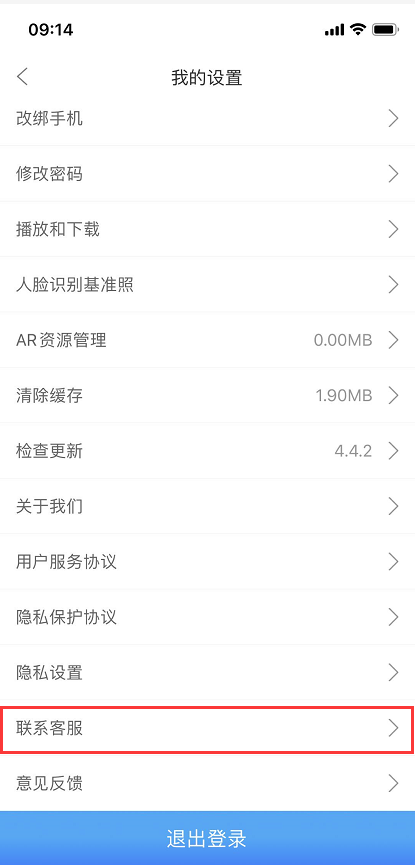 09:14
我的设置
改绑手机
修改密码
播放和下载
人脸识别基准照
AR资源管理 0.00MB
清除缓存 1.90MB
检查更新 4.4.2
关于我们
用户服务协议
隐私保护协议
隐私设置
联系客服
意见反馈
退出登录